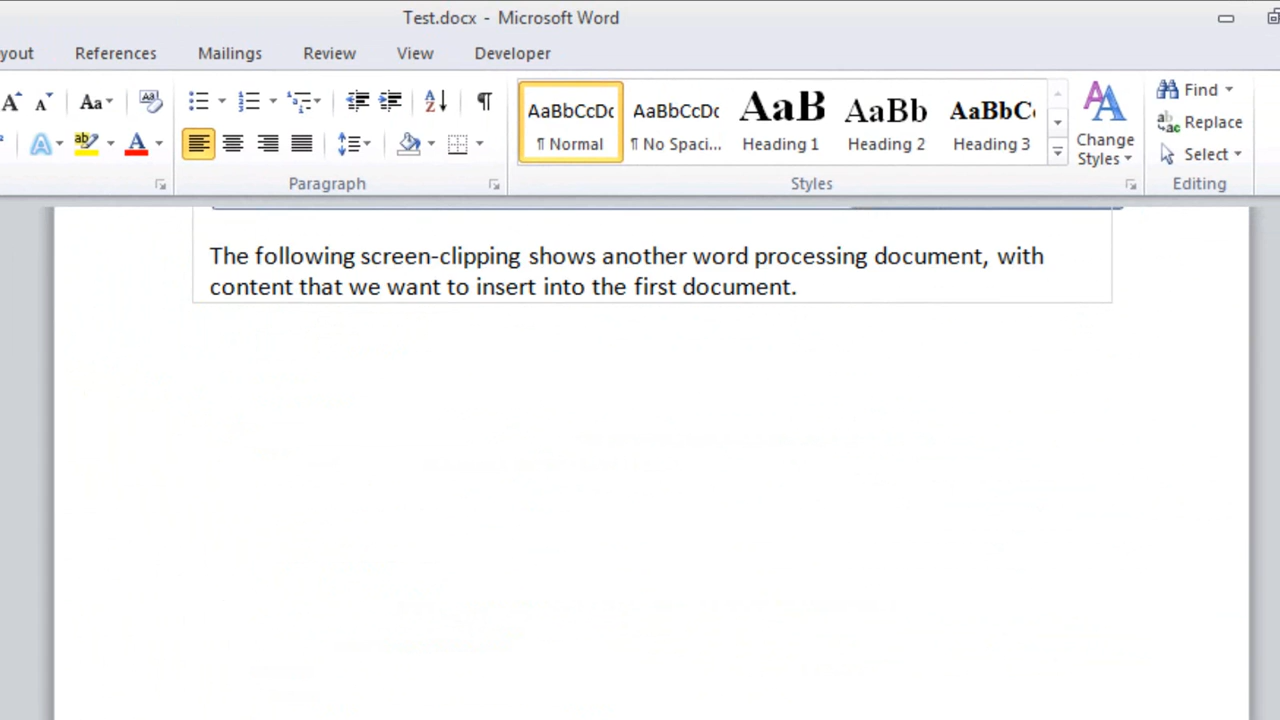 Test.docx - Microsoft Word
yout References Mailings Review View Developer
Aa
AaBbCcDc AaBbCcDc AaB AaBb AaBbC
¶ Normal ¶ No Spaci... Heading 1 Heading 2 Heading 3
Change Styles
Find
Replace
Select
Paragraph Styles Editing
The following screen-clipping shows another word processing document, with
content that we want to insert into the first document.